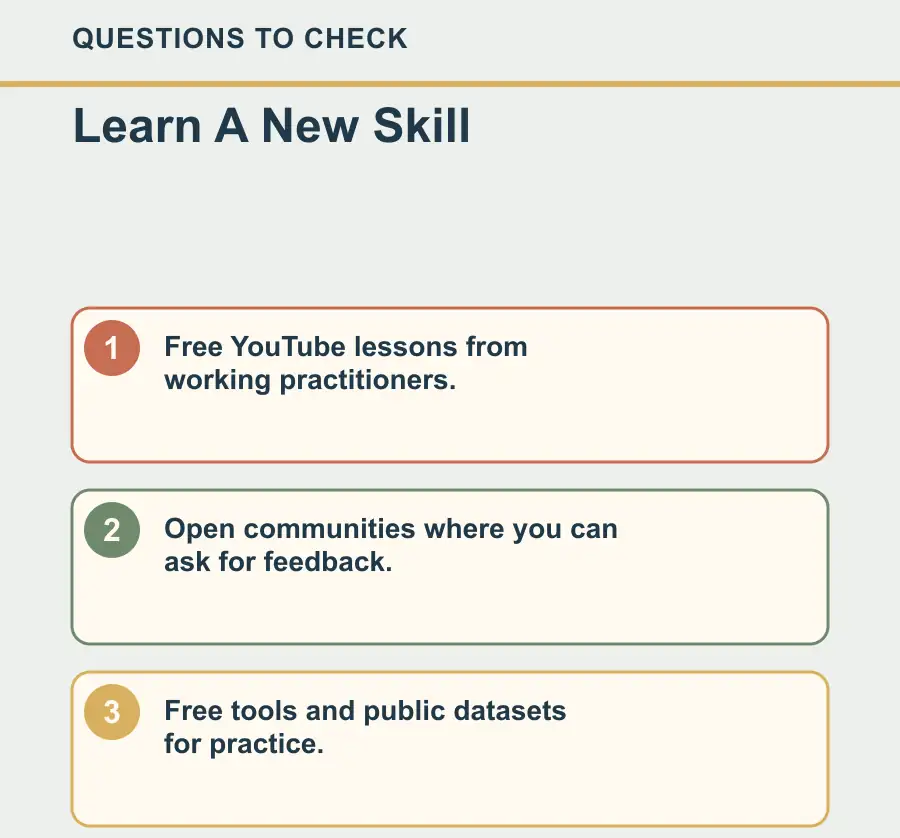 QUESTIONS TO CHECK
Learn A New Skill
1
Free YouTube lessons from
working practitioners.
2
Open communities where you can
ask for feedback.
3
Free tools and public datasets
for practice.